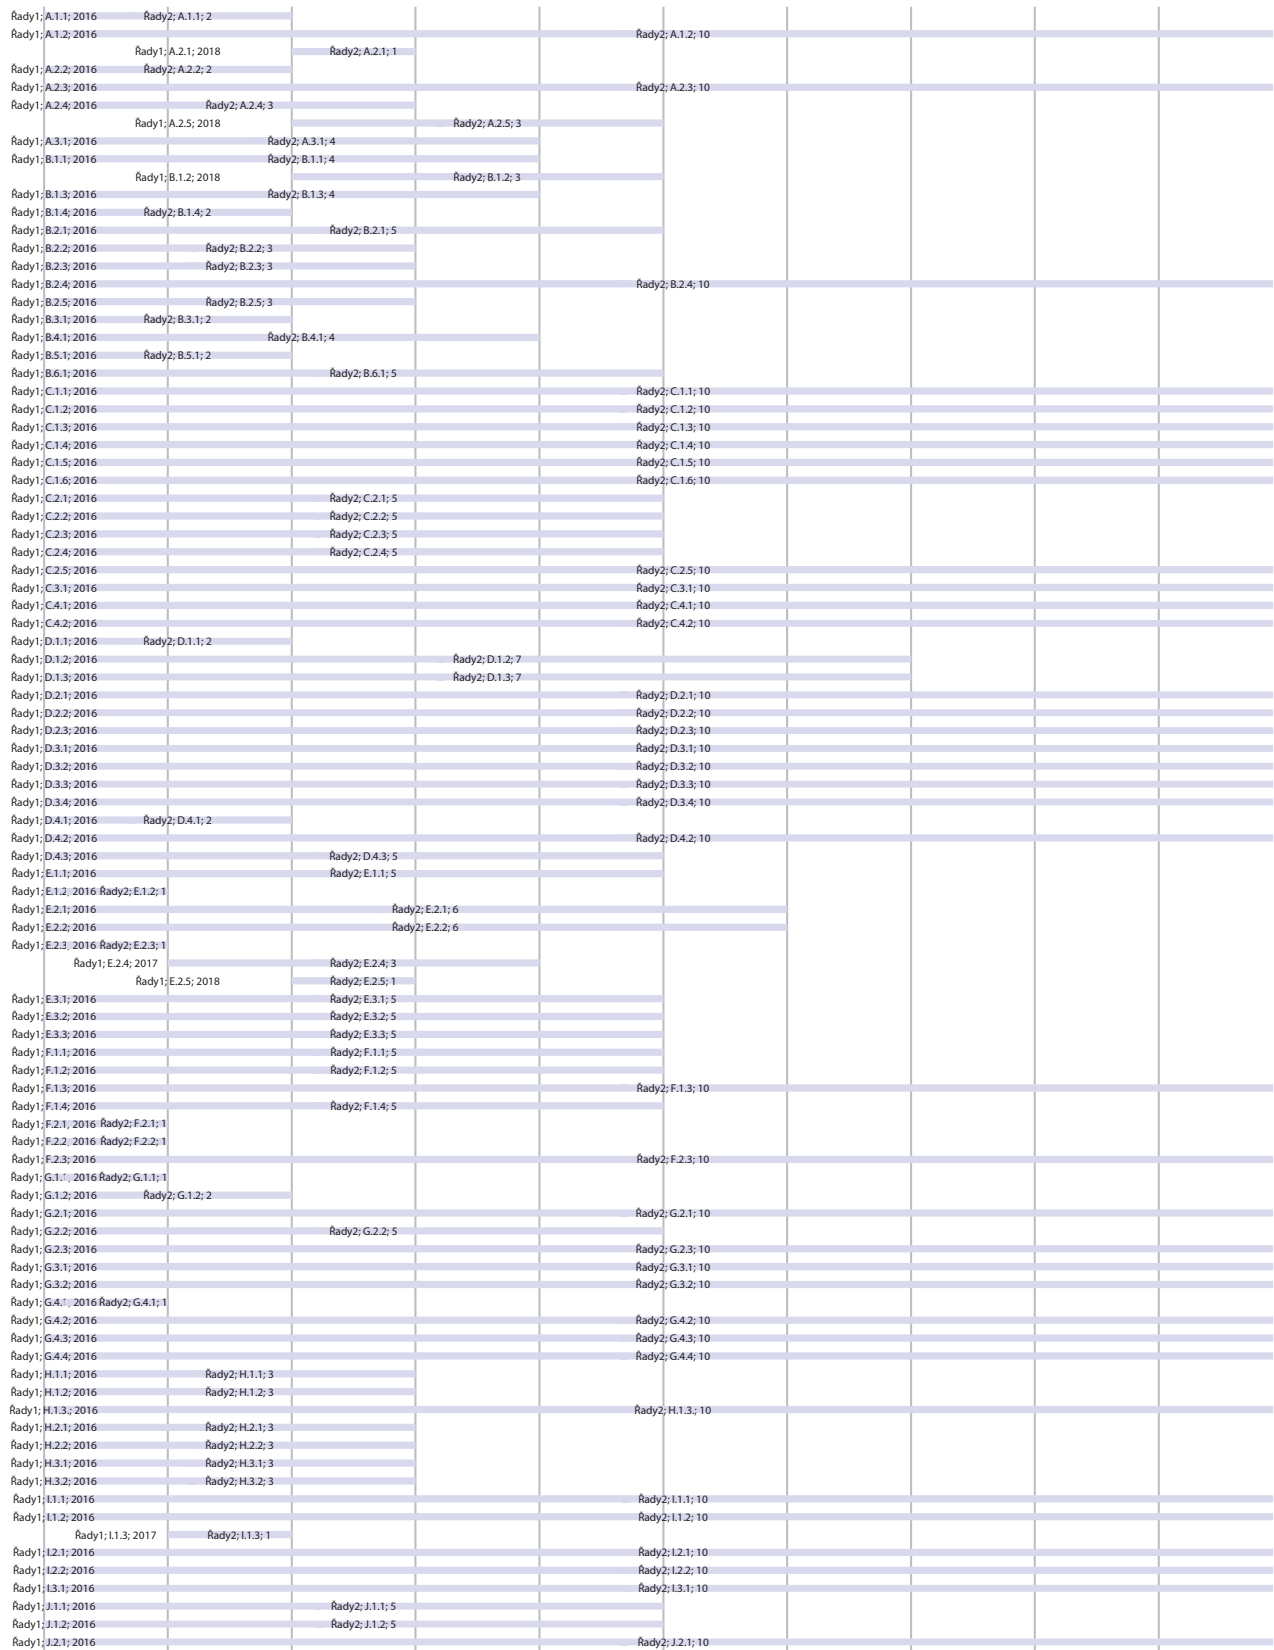 Řady1; A.1.1; 2016 Řady2; A.1.1; 2
Řady1; A.1.2; 2016 Řady2; A.1.2; 10
Řady1; A.2.1; 2018 Řady2; A.2.1; 1
Řady1; A.2.2; 2016 Řady2; A.2.2; 2
Řady1; A.2.3; 2016 Řady2; A.2.3; 10
Řady1; A.2.4; 2016 Řady2; A.2.4; 3
Řady1; A.2.5; 2018 Řady2; A.2.5; 3
Řady1; A.3.1; 2016 Řady2; A.3.1; 4
Řady1; B.1.1; 2016 Řady2; B.1.1; 4
Řady1; B.1.2; 2018 Řady2; B.1.2; 3
Řady1; B.1.3; 2016 Řady2; B.1.3; 4
Řady1; B.1.4; 2016 Řady2; B.1.4; 2
Řady1; B.2.1; 2016 Řady2; B.2.1; 5
Řady1; B.2.2; 2016 Řady2; B.2.2; 3
Řady1; B.2.3; 2016 Řady2; B.2.3; 3
Řady1; B.2.4; 2016 Řady2; B.2.4; 10
Řady1; B.2.5; 2016 Řady2; B.2.5; 3
Řady1; B.3.1; 2016 Řady2; B.3.1; 2
Řady1; B.4.1; 2016 Řady2; B.4.1; 4
Řady1; B.5.1; 2016 Řady2; B.5.1; 2
Řady1; B.6.1; 2016 Řady2; B.6.1; 5
Řady1; C.1.1; 2016 Řady2; C.1.1; 10
Řady1; C.1.2; 2016 Řady2; C.1.2; 10
Řady1; C.1.3; 2016 Řady2; C.1.3; 10
Řady1; C.1.4; 2016 Řady2; C.1.4; 10
Řady1; C.1.5; 2016 Řady2; C.1.5; 10
Řady1; C.1.6; 2016 Řady2; C.1.6; 10
Řady1; C.2.1; 2016 Řady2; C.2.1; 5
Řady1; C.2.2; 2016 Řady2; C.2.2; 5
Řady1; C.2.3; 2016 Řady2; C.2.3; 5
Řady1; C.2.4; 2016 Řady2; C.2.4; 5
Řady1; C.2.5; 2016 Řady2; C.2.5; 10
Řady1; C.3.1; 2016 Řady2; C.3.1; 10
Řady1; C.4.1; 2016 Řady2; C.4.1; 10
Řady1; C.4.2; 2016 Řady2; C.4.2; 10
Řady1; D.1.1; 2016 Řady2; D.1.1; 2
Řady1; D.1.2; 2016 Řady2; D.1.2; 7
Řady1; D.1.3; 2016 Řady2; D.1.3; 7
Řady1; D.2.1; 2016 Řady2; D.2.1; 10
Řady1; D.2.2; 2016 Řady2; D.2.2; 10
Řady1; D.2.3; 2016 Řady2; D.2.3; 10
Řady1; D.3.1; 2016 Řady2; D.3.1; 10
Řady1; D.3.2; 2016 Řady2; D.3.2; 10
Řady1; D.3.3; 2016 Řady2; D.3.3; 10
Řady1; D.3.4; 2016 Řady2; D.3.4; 10
Řady1; D.4.1; 2016 Řady2; D.4.1; 2
Řady1; D.4.2; 2016 Řady2; D.4.2; 10
Řady1; D.4.3; 2016 Řady2; D.4.3; 5
Řady1; E.1.1; 2016 Řady2; E.1.1; 5
Řady1; E.1.2; 2016 Řady2; E.1.2; 1
Řady1; E.2.1; 2016 Řady2; E.2.1; 6
Řady1; E.2.2; 2016 Řady2; E.2.2; 6
Řady1; E.2.3; 2016 Řady2; E.2.3; 1
Řady1; E.2.4; 2017 Řady2; E.2.4; 3
Řady1; E.2.5; 2018 Řady2; E.2.5; 1
Řady1; E.3.1; 2016 Řady2; E.3.1; 5
Řady1; E.3.2; 2016 Řady2; E.3.2; 5
Řady1; E.3.3; 2016 Řady2; E.3.3; 5
Řady1; F.1.1; 2016 Řady2; F.1.1; 5
Řady1; F.1.2; 2016 Řady2; F.1.2; 5
Řady1; F.1.3; 2016 Řady2; F.1.3; 10
Řady1; F.1.4; 2016 Řady2; F.1.4; 5
Řady1; F.2.1; 2016 Řady2; F.2.1; 1
Řady1; F.2.2; 2016 Řady2; F.2.2; 1
Řady1; F.2.3; 2016 Řady2; F.2.3; 10
Řady1; G.1.1; 2016 Řady2; G.1.1; 1
Řady1; G.1.2; 2016 Řady2; G.1.2; 2
Řady1; G.2.1; 2016 Řady2; G.2.1; 10
Řady1; G.2.2; 2016 Řady2; G.2.2; 5
Řady1; G.2.3; 2016 Řady2; G.2.3; 10
Řady1; G.3.1; 2016 Řady2; G.3.1; 10
Řady1; G.3.2; 2016 Řady2; G.3.2; 10
Řady1; G.4.1; 2016 Řady2; G.4.1; 1
Řady1; G.4.2; 2016 Řady2; G.4.2; 10
Řady1; G.4.3; 2016 Řady2; G.4.3; 10
Řady1; G.4.4; 2016 Řady2; G.4.4; 10
Řady1; H.1.1; 2016 Řady2; H.1.1; 3
Řady1; H.1.2; 2016 Řady2; H.1.2; 3
Řady1; H.1.3.; 2016 Řady2; H.1.3.; 10
Řady1; H.2.1; 2016 Řady2; H.2.1; 3
Řady1; H.2.2; 2016 Řady2; H.2.2; 3
Řady1; H.3.1; 2016 Řady2; H.3.1; 3
Řady1; H.3.2; 2016 Řady2; H.3.2; 3
Řady1; I.1.1; 2016 Řady2; I.1.1; 10
Řady1; I.1.2; 2016 Řady2; I.1.2; 10
Řady1; I.1.3; 2017 Řady2; I.1.3; 1
Řady1; I.2.1; 2016 Řady2; I.2.1; 10
Řady1; I.2.2; 2016 Řady2; I.2.2; 10
Řady1; I.3.1; 2016 Řady2; I.3.1; 10
Řady1; J.1.1; 2016 Řady2; J.1.1; 5
Řady1; J.1.2; 2016 Řady2; J.1.2; 5
Řady1; J.2.1; 2016 Řady2; J.2.1; 10